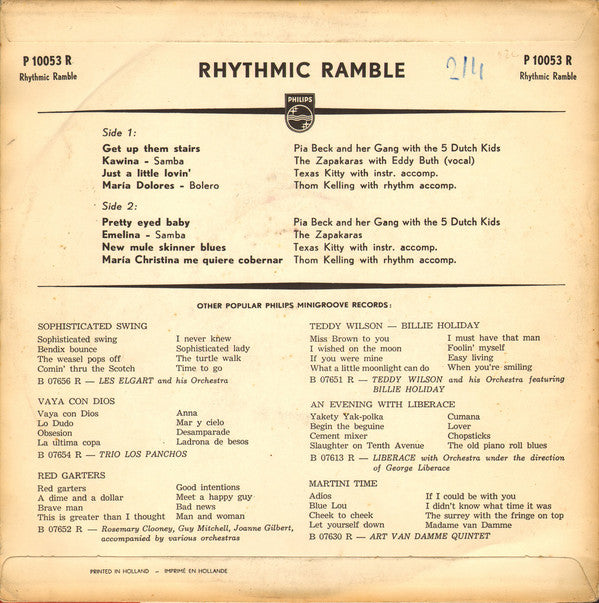 P 10053 R
Rhythmic Ramble
RHYTHMIC RAMBLE
2/4
P 10053 R
Rhythmic Ramble
PHILIPS
Side 1:
Get up them stairs Pia Beck and her Gang with the 5 Dutch Kids
Kawina - Samba The Zapakaras with Eddy Buth (vocal)
Just a little lovin' Texas Kitty with instr. accomp.
María Dolores - Bolero Thom Kelling with rhythm accomp.
Side 2:
Pretty eyed baby Pia Beck and her Gang with the 5 Dutch Kids
Emelina - Samba The Zapakaras
New mule skinner blues Texas Kitty with instr. accomp.
María Christina me quiere cobernar Thom Kelling with rhythm accomp.
OTHER POPULAR PHILIPS MINIGROOVE RECORDS:
SOPHISTICATED SWING
Sophisticated swing I never knew
Bendix bounce Sophisticated lady
The weasel pops off The turtle walk
Comin' thru the Scotch Time to go
B 07656 R — LES ELGART and his Orchestra
VAYA CON DIOS
Vaya con Dios Anna
Lo Dudo Mar y cielo
Obsesion Desamparade
La última copa Ladrona de besos
B 07654 R — TRIO LOS PANCHOS
RED GARTERS
Red garters Good intentions
A dime and a dollar Meet a happy guy
Brave man Bad news
This is greater than I thought Man and woman
B 07652 R — Rosemary Clooney, Guy Mitchell, Joanne Gilbert,
accompanied by various orchestras
TEDDY WILSON — BILLIE HOLIDAY
Miss Brown to you I must have that man
I wished on the moon Foolin' myself
If you were mine Easy living
What a little moonlight can do When you're smiling
B 07651 R — TEDDY WILSON and his Orchestra featuring
BILLIE HOLIDAY
AN EVENING WITH LIBERACE
Yakety Yak-polka Cumana
Begin the beguine Lover
Cement mixer Chopsticks
Slaughter on Tenth Avenue The old piano roll blues
B 07613 R — LIBERACE with Orchestra under the direction
of George Liberace
MARTINI TIME
Adios If I could be with you
Blue Lou I didn't know what time it was
Cheek to cheek The surrey with the fringe on top
Let yourself down Madame van Damme
B 07630 R — ART VAN DAMME QUINTET
PRINTED IN HOLLAND - IMPRIMÉ EN HOLLANDE